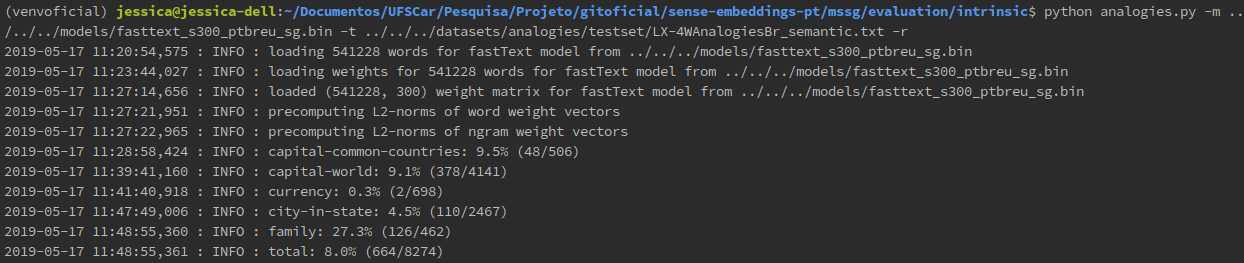 (venvoficial) jessica@jessica-dell:~/Documentos/UFSCar/Pesquisa/Projeto/gitoficial/sense-embeddings-pt/mssg/evaluation/intrinsic$ python analogies.py -m ..
/../../models/fasttext_s300_ptbreu_sg.bin -t ../../../datasets/analogies/testset/LX-4WAnalogiesBr_semantic.txt -r
2019-05-17 11:20:54,575 : INFO : loading 541228 words for fastText model from ../../../models/fasttext_s300_ptbreu_sg.bin
2019-05-17 11:23:44,027 : INFO : loading weights for 541228 words for fastText model from ../../../models/fasttext_s300_ptbreu_sg.bin
2019-05-17 11:27:14,656 : INFO : loaded (541228, 300) weight matrix for fastText model from ../../../models/fasttext_s300_ptbreu_sg.bin
2019-05-17 11:27:21,951 : INFO : precomputing L2-norms of word weight vectors
2019-05-17 11:27:22,965 : INFO : precomputing L2-norms of ngram weight vectors
2019-05-17 11:28:58,424 : INFO : capital-common-countries: 9.5% (48/506)
2019-05-17 11:39:41,160 : INFO : capital-world: 9.1% (378/4141)
2019-05-17 11:41:40,918 : INFO : currency: 0.3% (2/698)
2019-05-17 11:47:49,006 : INFO : city-in-state: 4.5% (110/2467)
2019-05-17 11:48:55,360 : INFO : family: 27.3% (126/462)
2019-05-17 11:48:55,361 : INFO : total: 8.0% (664/8274)